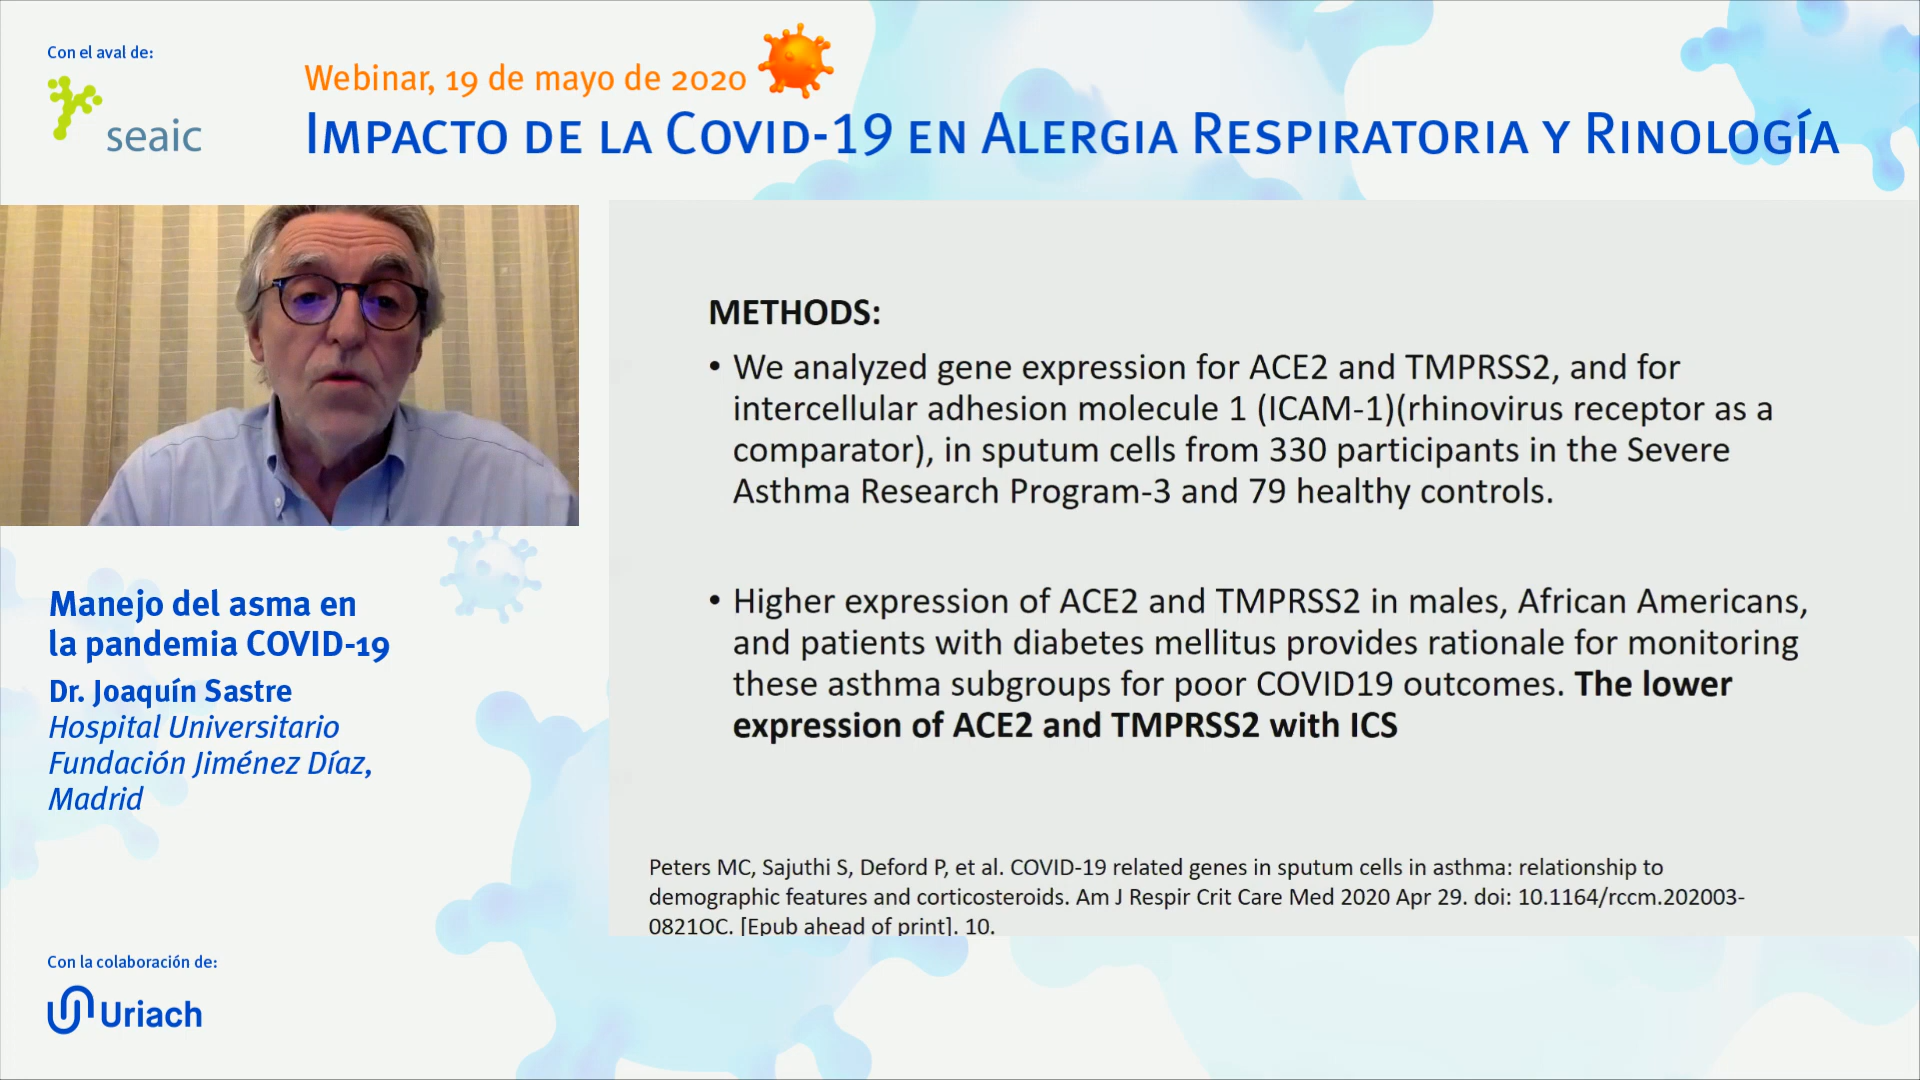 Con el aval de:
seaic
Webinar, 19 de mayo de 2020
Impacto de la Covid-19 en Alergia Respiratoria y Rinología
METHODS:
• We analyzed gene expression for ACE2 and TMPRSS2, and for
intercellular adhesion molecule 1 (ICAM-1)(rhinovirus receptor as a
comparator), in sputum cells from 330 participants in the Severe
Asthma Research Program-3 and 79 healthy controls.
• Higher expression of ACE2 and TMPRSS2 in males, African Americans,
and patients with diabetes mellitus provides rationale for monitoring
these asthma subgroups for poor COVID19 outcomes. The lower
expression of ACE2 and TMPRSS2 with ICS
Peters MC, Sajuthi S, Deford P, et al. COVID-19 related genes in sputum cells in asthma: relationship to
demographic features and corticosteroids. Am J Respir Crit Care Med 2020 Apr 29. doi: 10.1164/rccm.202003-
0821OC. [Epub ahead of print]. 10.
Manejo del asma en
la pandemia COVID-19
Dr. Joaquín Sastre
Hospital Universitario
Fundación Jiménez Díaz,
Madrid
Con la colaboración de:
Uriach